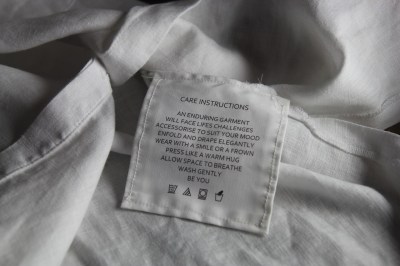 CARE INSTRUCTIONS
AN ENDURING GARMENT
WILL FACE LIFES CHALLENGES
ACCESSORISE TO SUIT YOUR MOOD
ENFOLD AND DRAPE ELEGANTLY
WEAR WITH A SMILE OR A FROWN
PRESS LIKE A WARM HUG
ALLOW SPACE TO BREATHE
WASH GENTLY
BE YOU